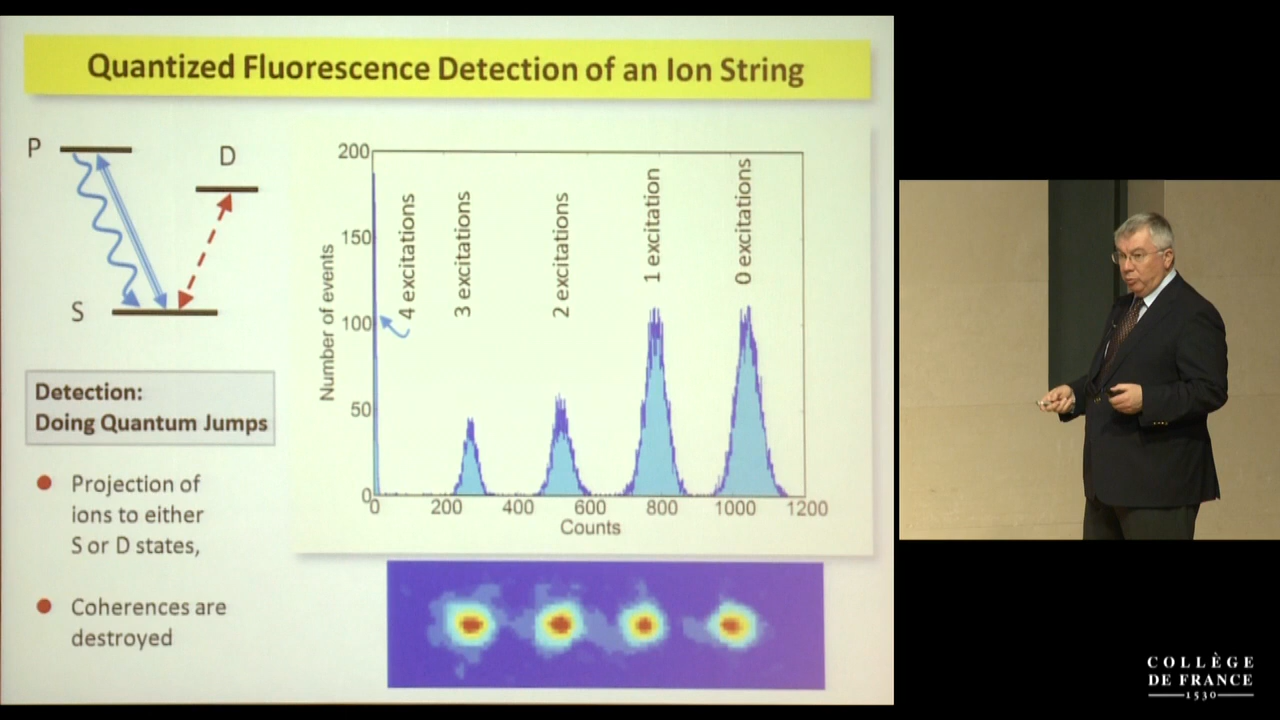 Quantized Fluorescence Detection of an Ion String
P
D
S
Detection:
Doing Quantum Jumps
Projection of
ions to either
S or D states,
Coherences are
destroyed
200
150
100
50
0
Number of events
4 excitations
3 excitations
2 excitations
1 excitation
0 excitations
0 200 400 600 800 1000 1200
Counts
COLLÈGE
DE FRANCE
1530